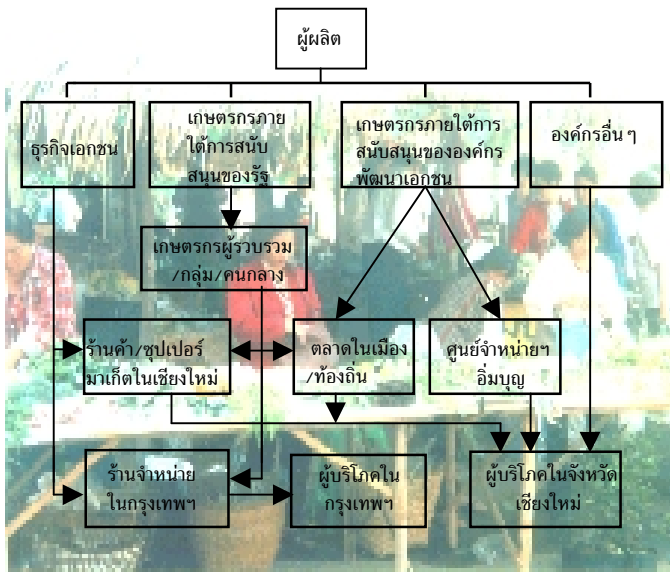 ผู้ผลิต
ธุรกิจเอกชน
เกษตรกรภาย
ใต้การสนับ
สนุนของรัฐ
เกษตรกรภายใต้การ
สนับสนุนขององค์กร
พัฒนาเอกชน
องค์กรอื่น ๆ
เกษตรกรผู้รวบรวม
/กลุ่ม/คนกลาง
ร้านค้า/ซุปเปอร์
มาเก็ตในเชียงใหม่
ตลาดในเมือง
/ท้องถิ่น
ศูนย์จำหน่ายฯ
อิ่มบุญ
ร้านจำหน่าย
ในกรุงเทพฯ
ผู้บริโภคใน
กรุงเทพฯ
ผู้บริโภคในจังหวัด
เชียงใหม่